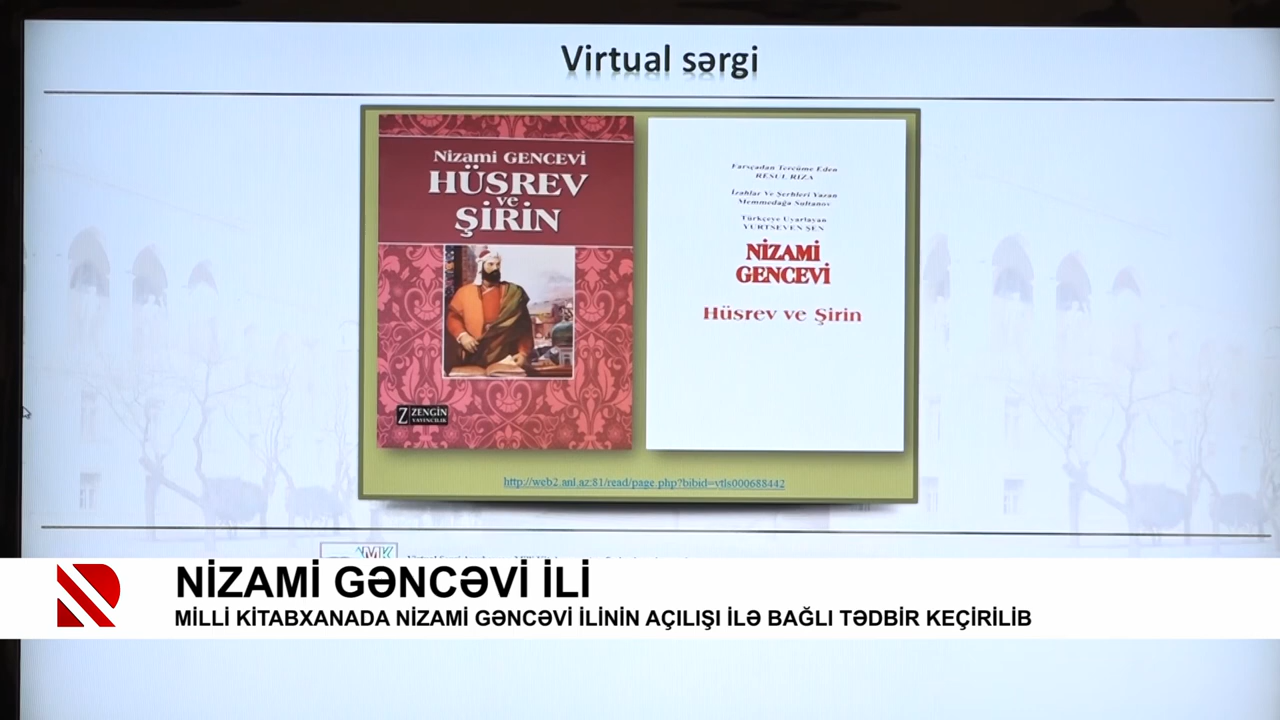 Virtual sərgi
Nizami GENCEVİ
HÜSREV
ve
ŞİRİN
Z ZENGİN
YAYINCILIK
Farsçadan Tercüme Eden
RESUL RIZA
İzahlar Ve Şerhleri Yazan
Memmedağa Sultanov
Türkçeye Uyarlayan
YURTSEVEN ŞEN
NİZAMİ
GENCEVİ
Hüsrev ve Şirin
http://web2.anl.az:81/read/page.php?bibid=vtls000688442
NİZAMİ GƏNCƏVİ İLİ
MİLLİ KİTABXANADA NİZAMİ GƏNCƏVİ İLİNİN AÇILIŞI İLƏ BAĞLI TƏDBİR KEÇİRİLİB